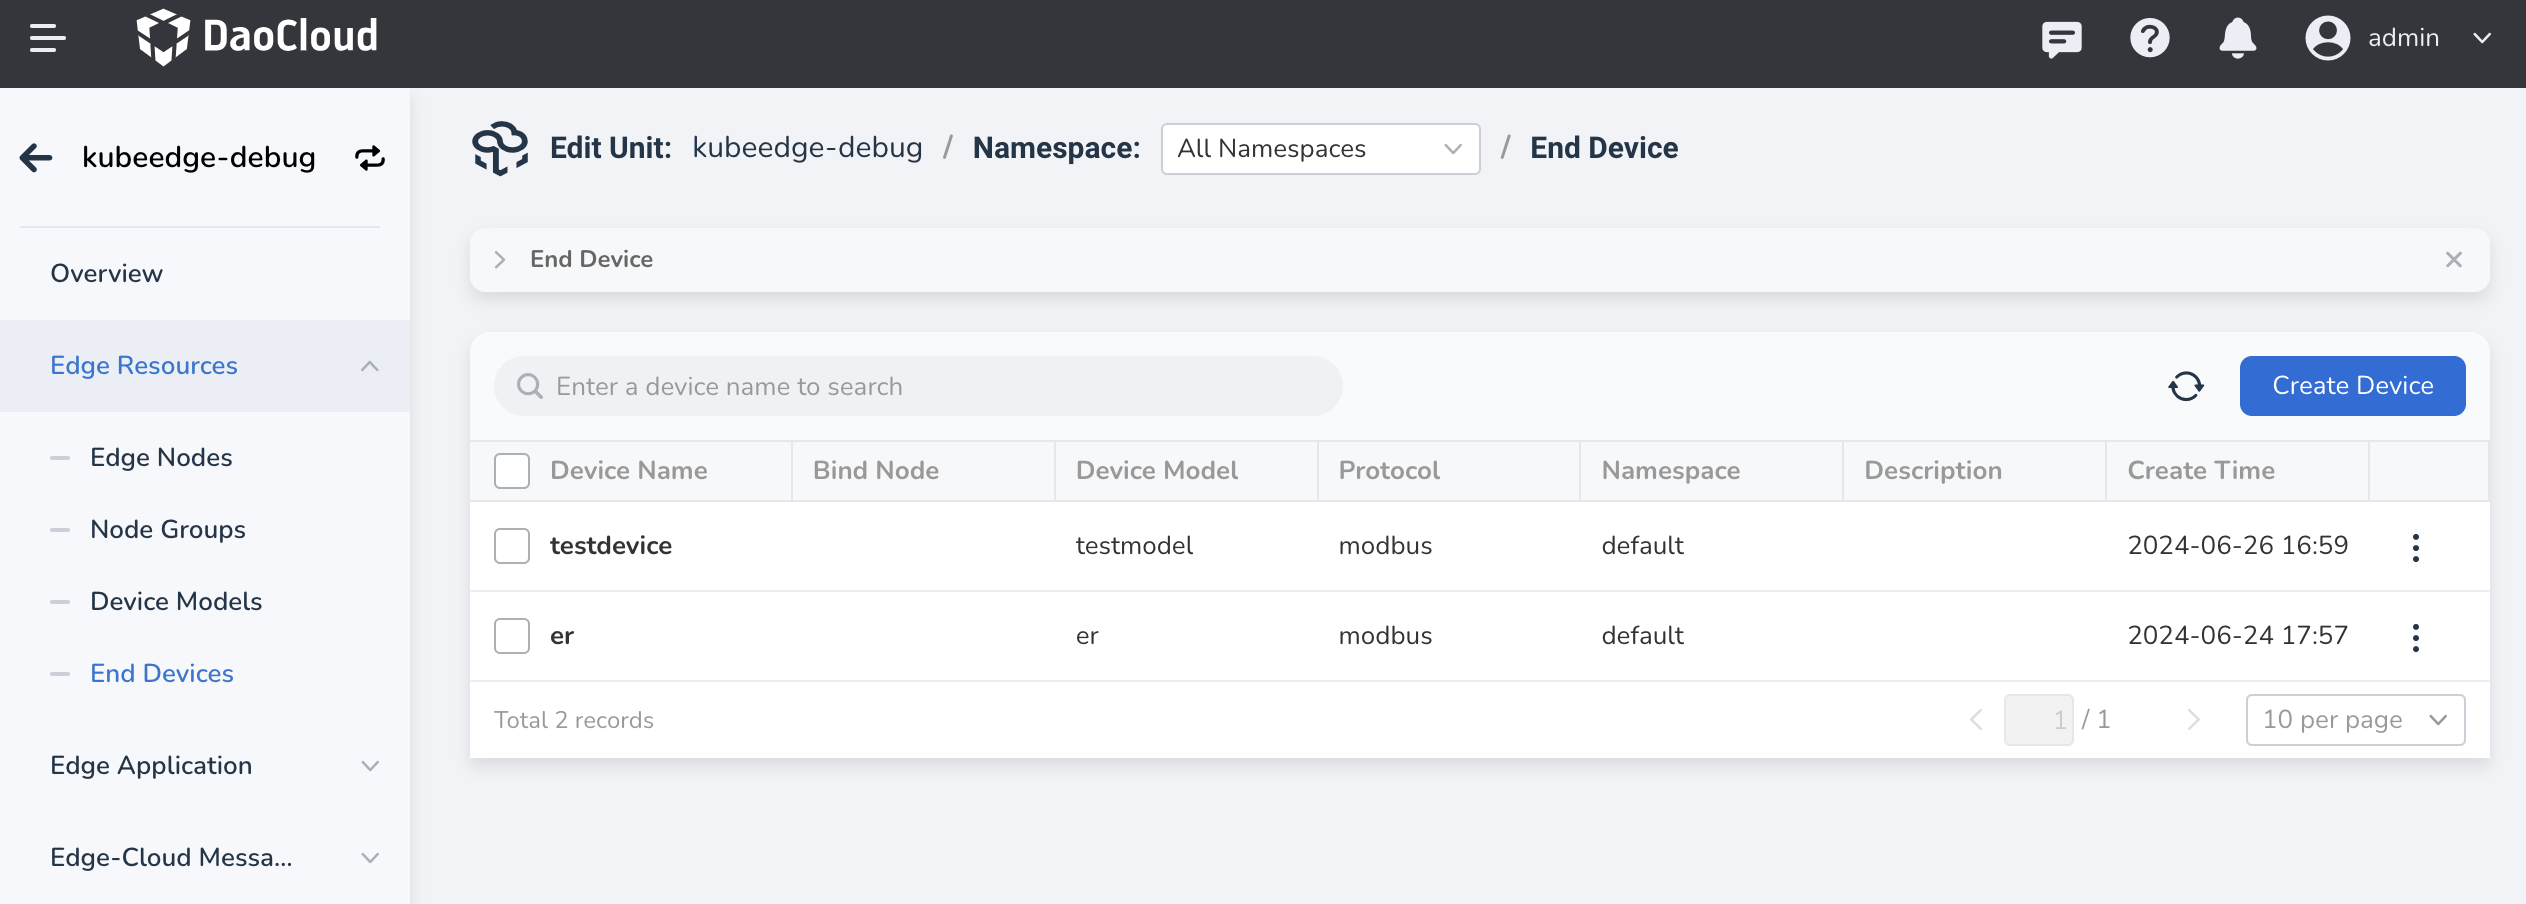 DaoCloud
admin
kubeedge-debug
Edit Unit: kubeedge-debug / Namespace: All Namespaces / End Device
End Device
Overview
Edge Resources
Edge Nodes
Node Groups
Device Models
End Devices
Edge Application
Edge-Cloud Messa...
Enter a device name to search
Create Device
Device Name Bind Node Device Model Protocol Namespace Description Create Time
testdevice testmodel modbus default 2024-06-26 16:59
er er modbus default 2024-06-24 17:57
Total 2 records
1 / 1
10 per page